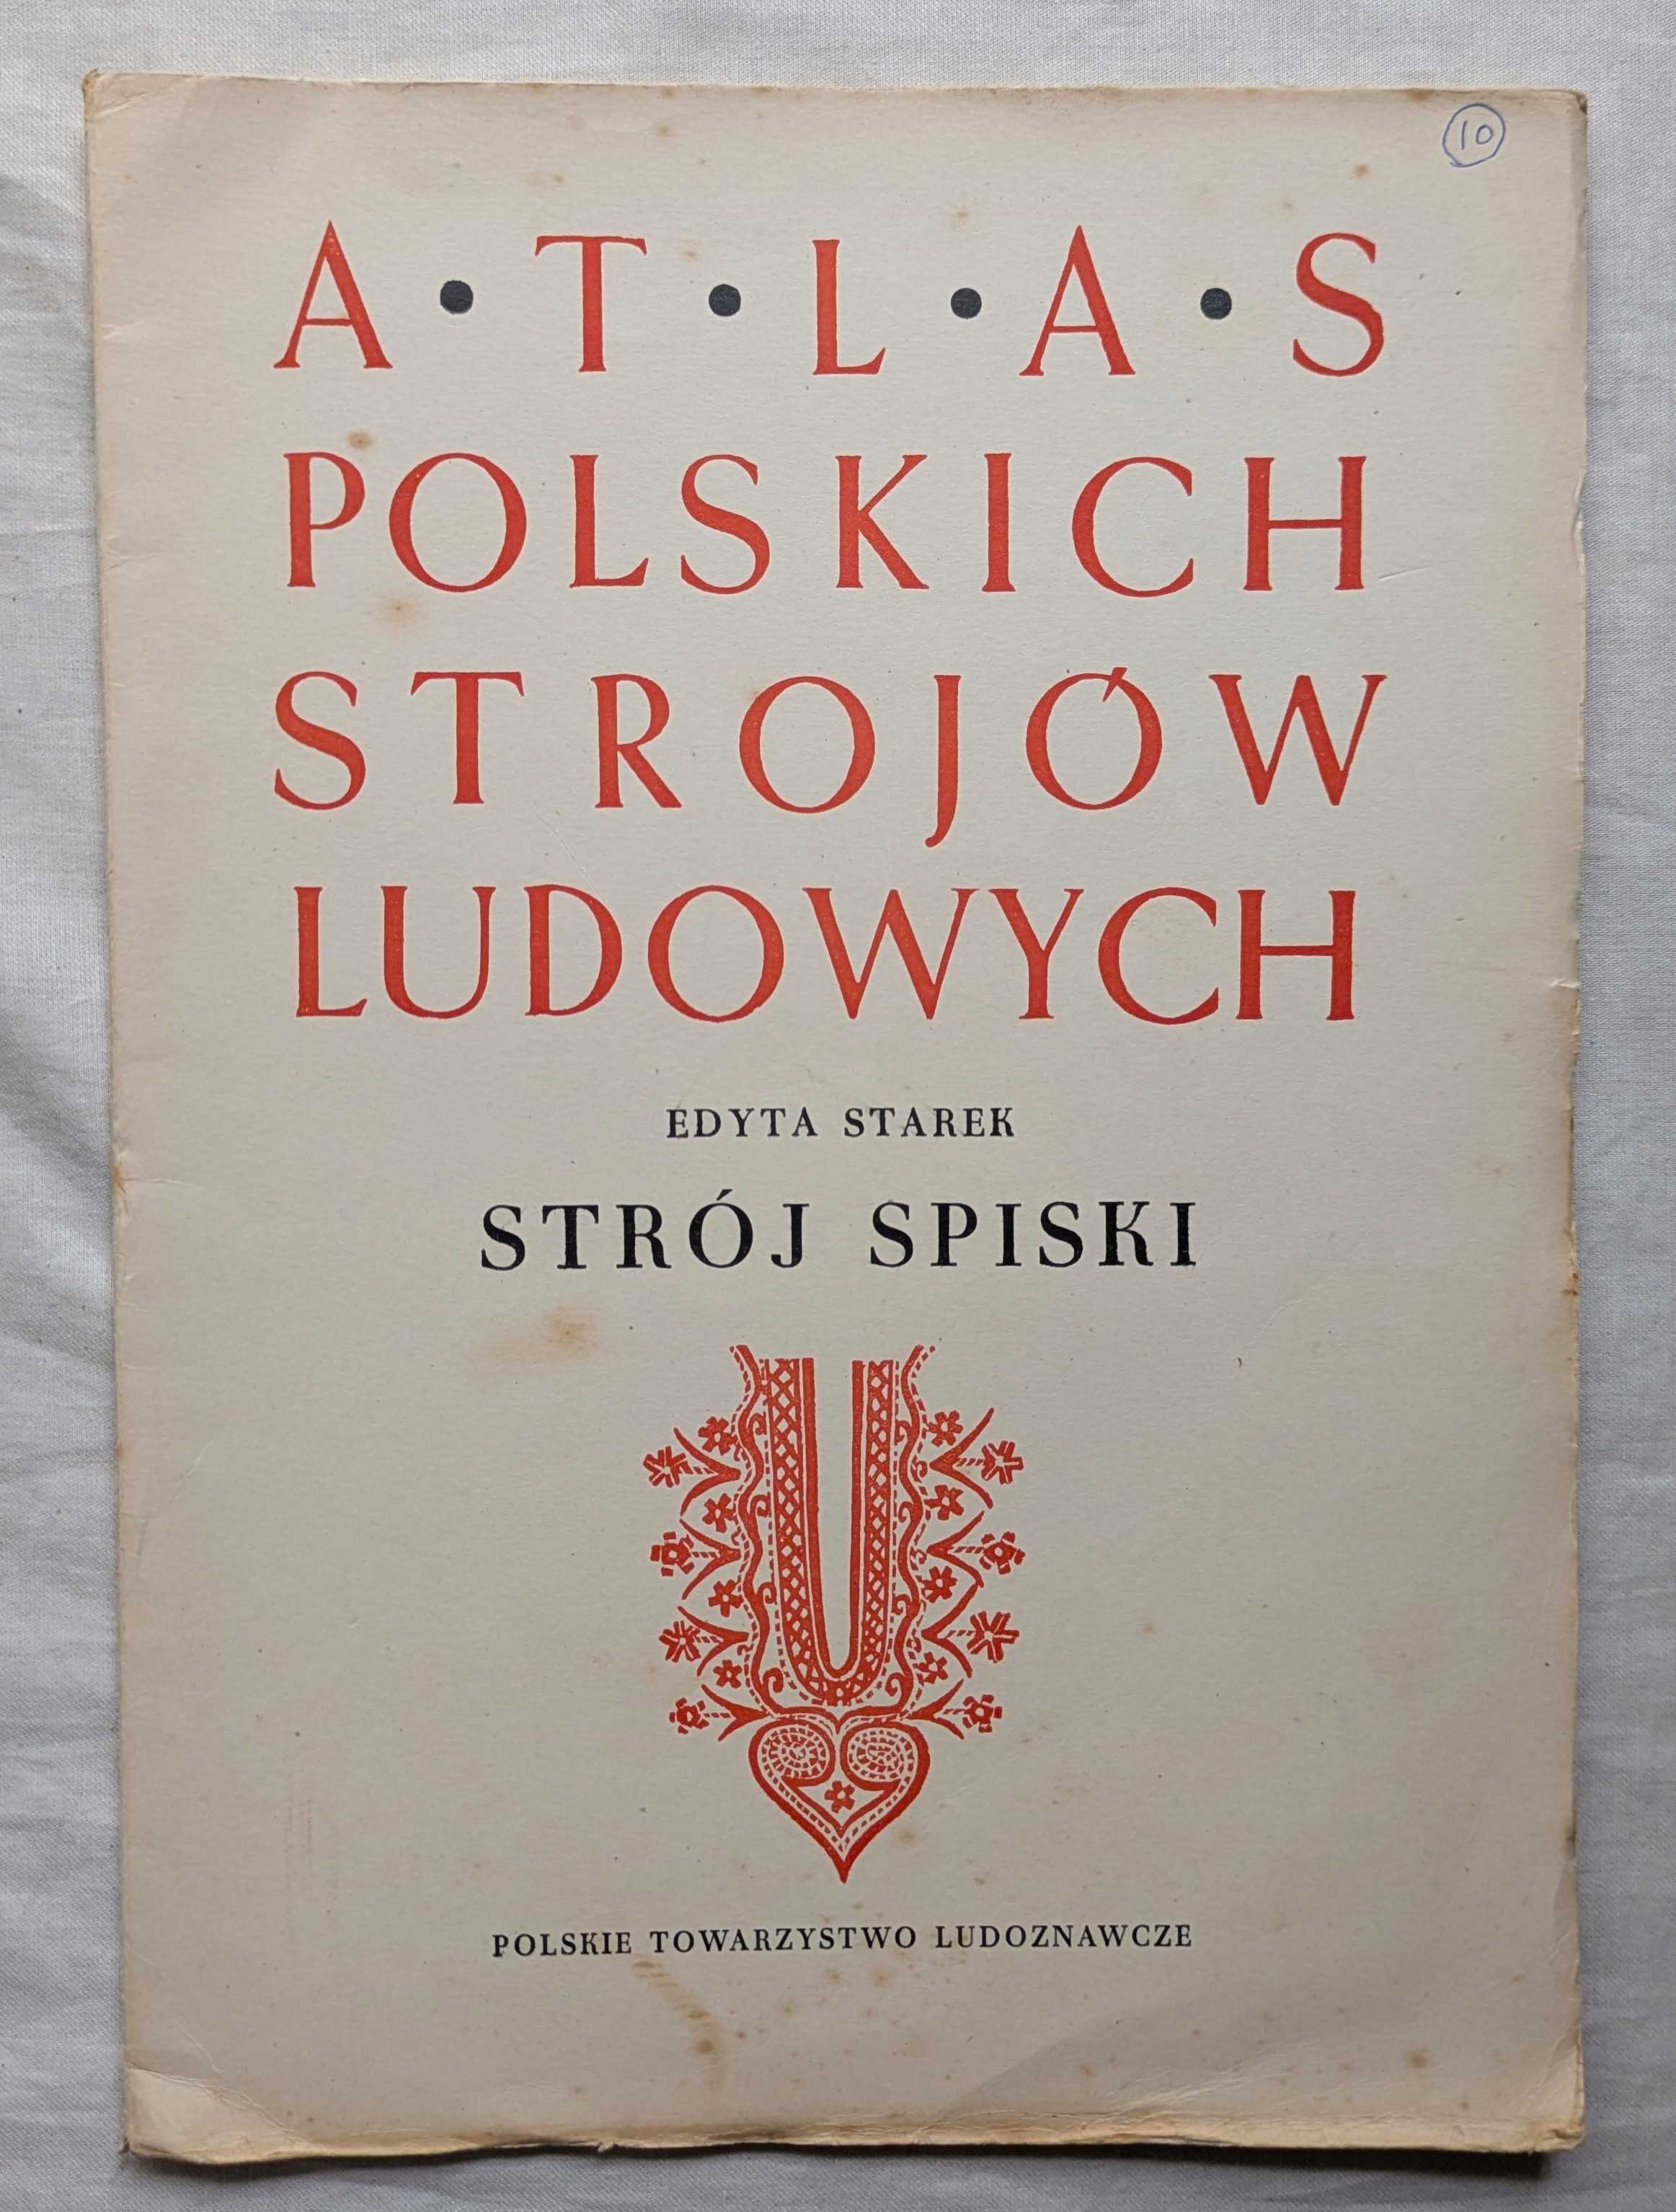 10
A·T·L·A·S
POLSKICH
STROJÓW
LUDOWYCH
EDYTA STAREK
STRÓJ SPISKI
POLSKIE TOWARZYSTWO LUDOZNAWCZE